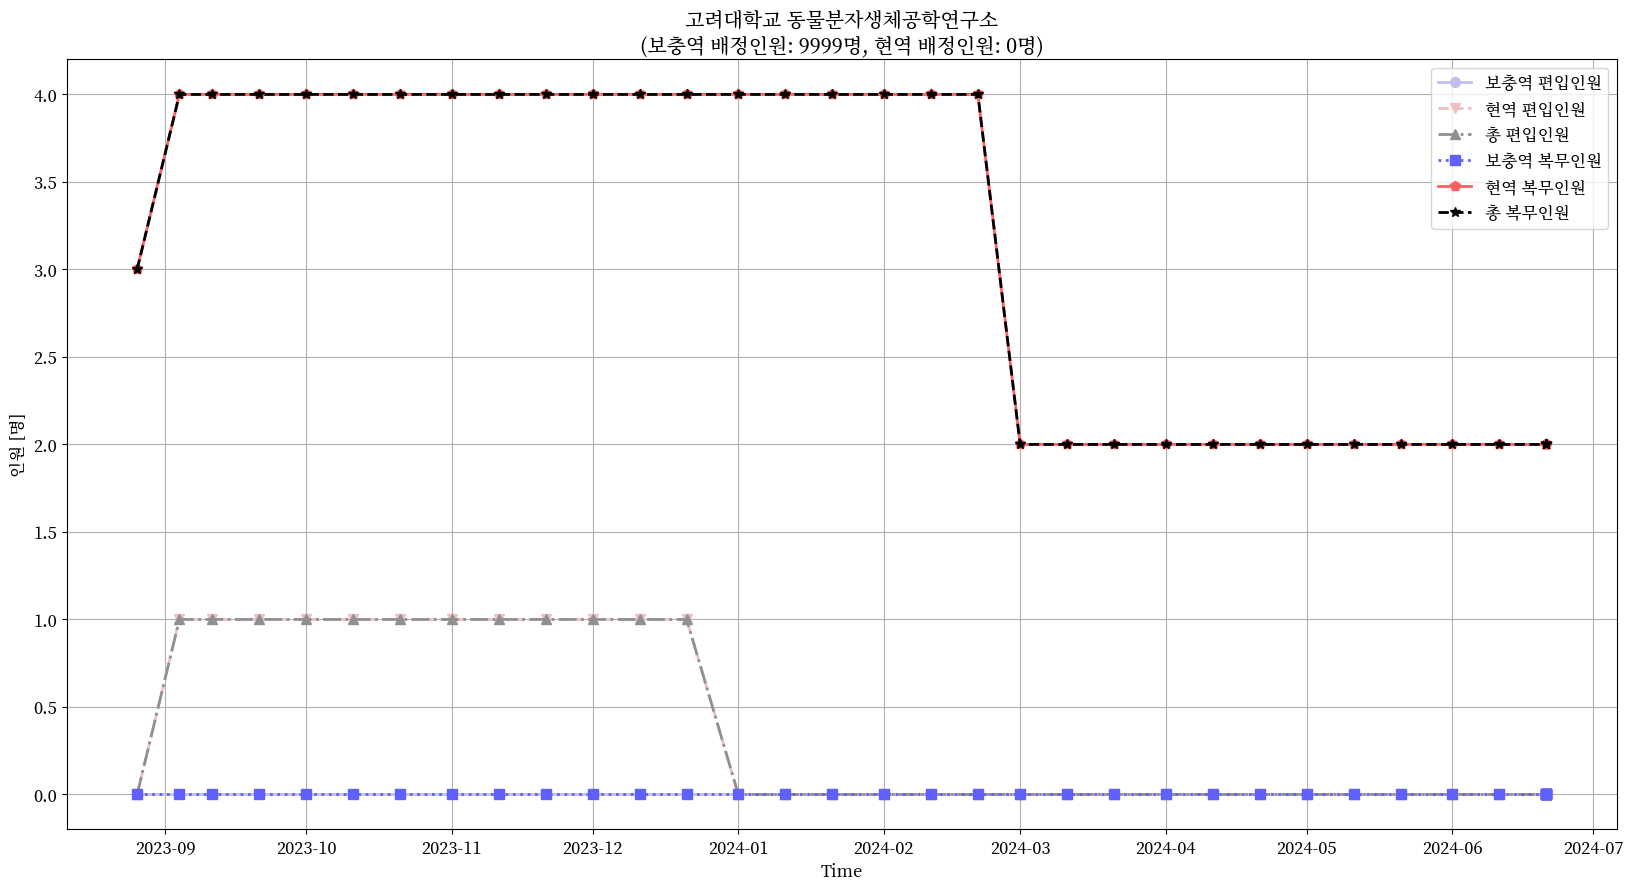 고려대학교 동물분자생체공학연구소
(보충역 배정인원: 9999명, 현역 배정인원: 0명)
보충역 편입인원
현역 편입인원
총 편입인원
보충역 복무인원
현역 복무인원
총 복무인원
인원 [명]
4.0
3.5
3.0
2.5
2.0
1.5
1.0
0.5
0.0
2023-09
2023-10
2023-11
2023-12
2024-01
2024-02
2024-03
2024-04
2024-05
2024-06
2024-07
Time